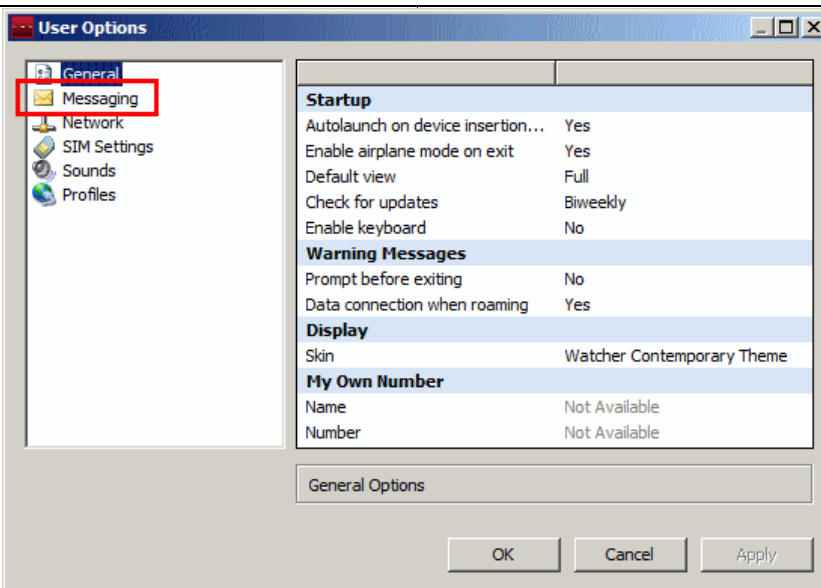 User Options
General
Messaging
Network
SIM Settings
Sounds
Profiles
Startup
Autolaunch on device insertion... Yes
Enable airplane mode on exit Yes
Default view Full
Check for updates Biweekly
Enable keyboard No
Warning Messages
Prompt before exiting No
Data connection when roaming Yes
Display
Skin Watcher Contemporary Theme
My Own Number
Name Not Available
Number Not Available
General Options
OK Cancel Apply